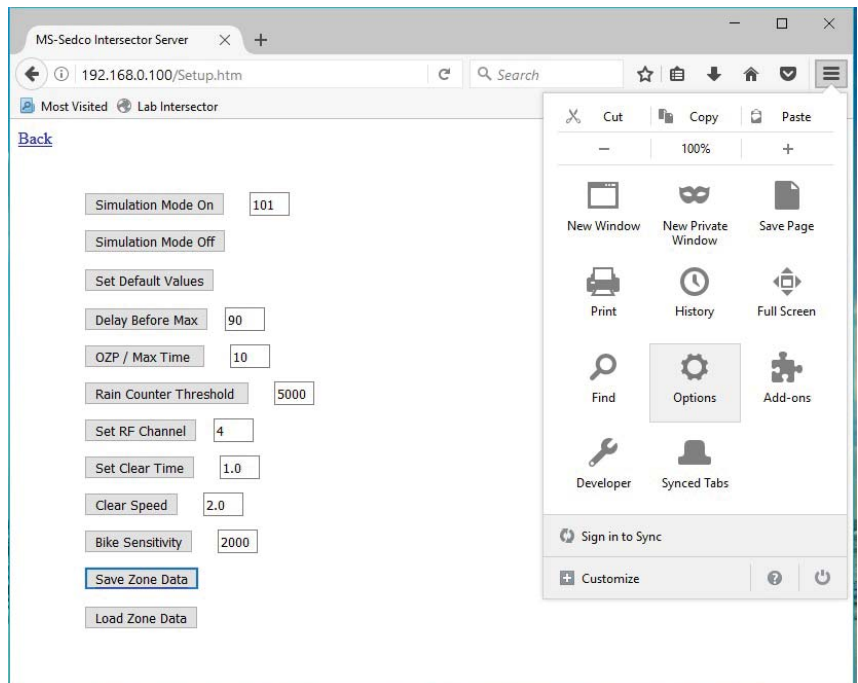 MS-Sedco Intersector Server
192.168.0.100/Setup.htm
Search
Most Visited
Lab Intersector
Back
Simulation Mode On 101
Simulation Mode Off
Set Default Values
Delay Before Max 90
OZP / Max Time 10
Rain Counter Threshold 5000
Set RF Channel 4
Set Clear Time 1.0
Clear Speed 2.0
Bike Sensitivity 2000
Save Zone Data
Load Zone Data
Cut Copy Paste
− 100% +
New Window
New Private
Window
Save Page
Print
History
Full Screen
Find
Options
Add-ons
Developer
Synced Tabs
Sign in to Sync
Customize